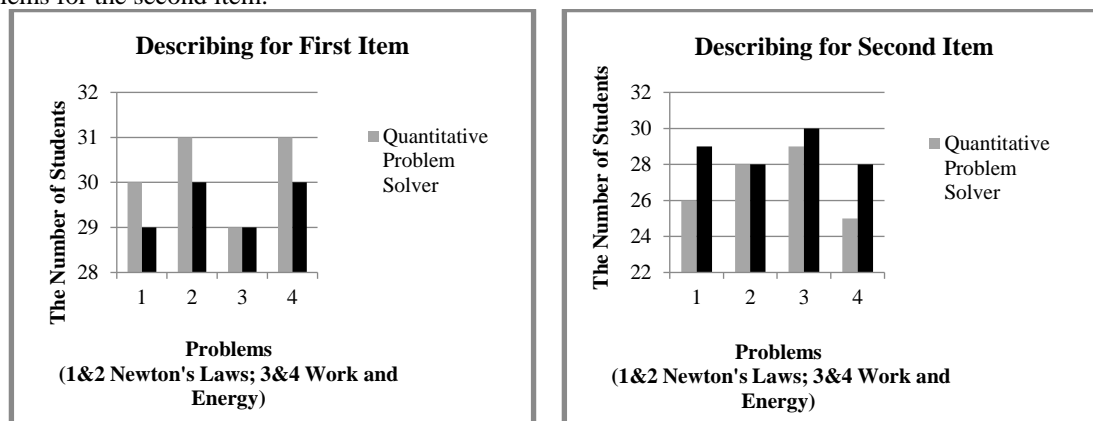 ems for the second item.
Describing for First Item
The Number of Students
32
31
30
29
28
1 2 3 4
Problems
(1&2 Newton's Laws; 3&4 Work and
Energy)
Quantitative
Problem
Solver
Describing for Second Item
The Number of Students
32
30
28
26
24
22
1 2 3 4
Problems
(1&2 Newton's Laws; 3&4 Work and
Energy)
Quantitative
Problem
Solver